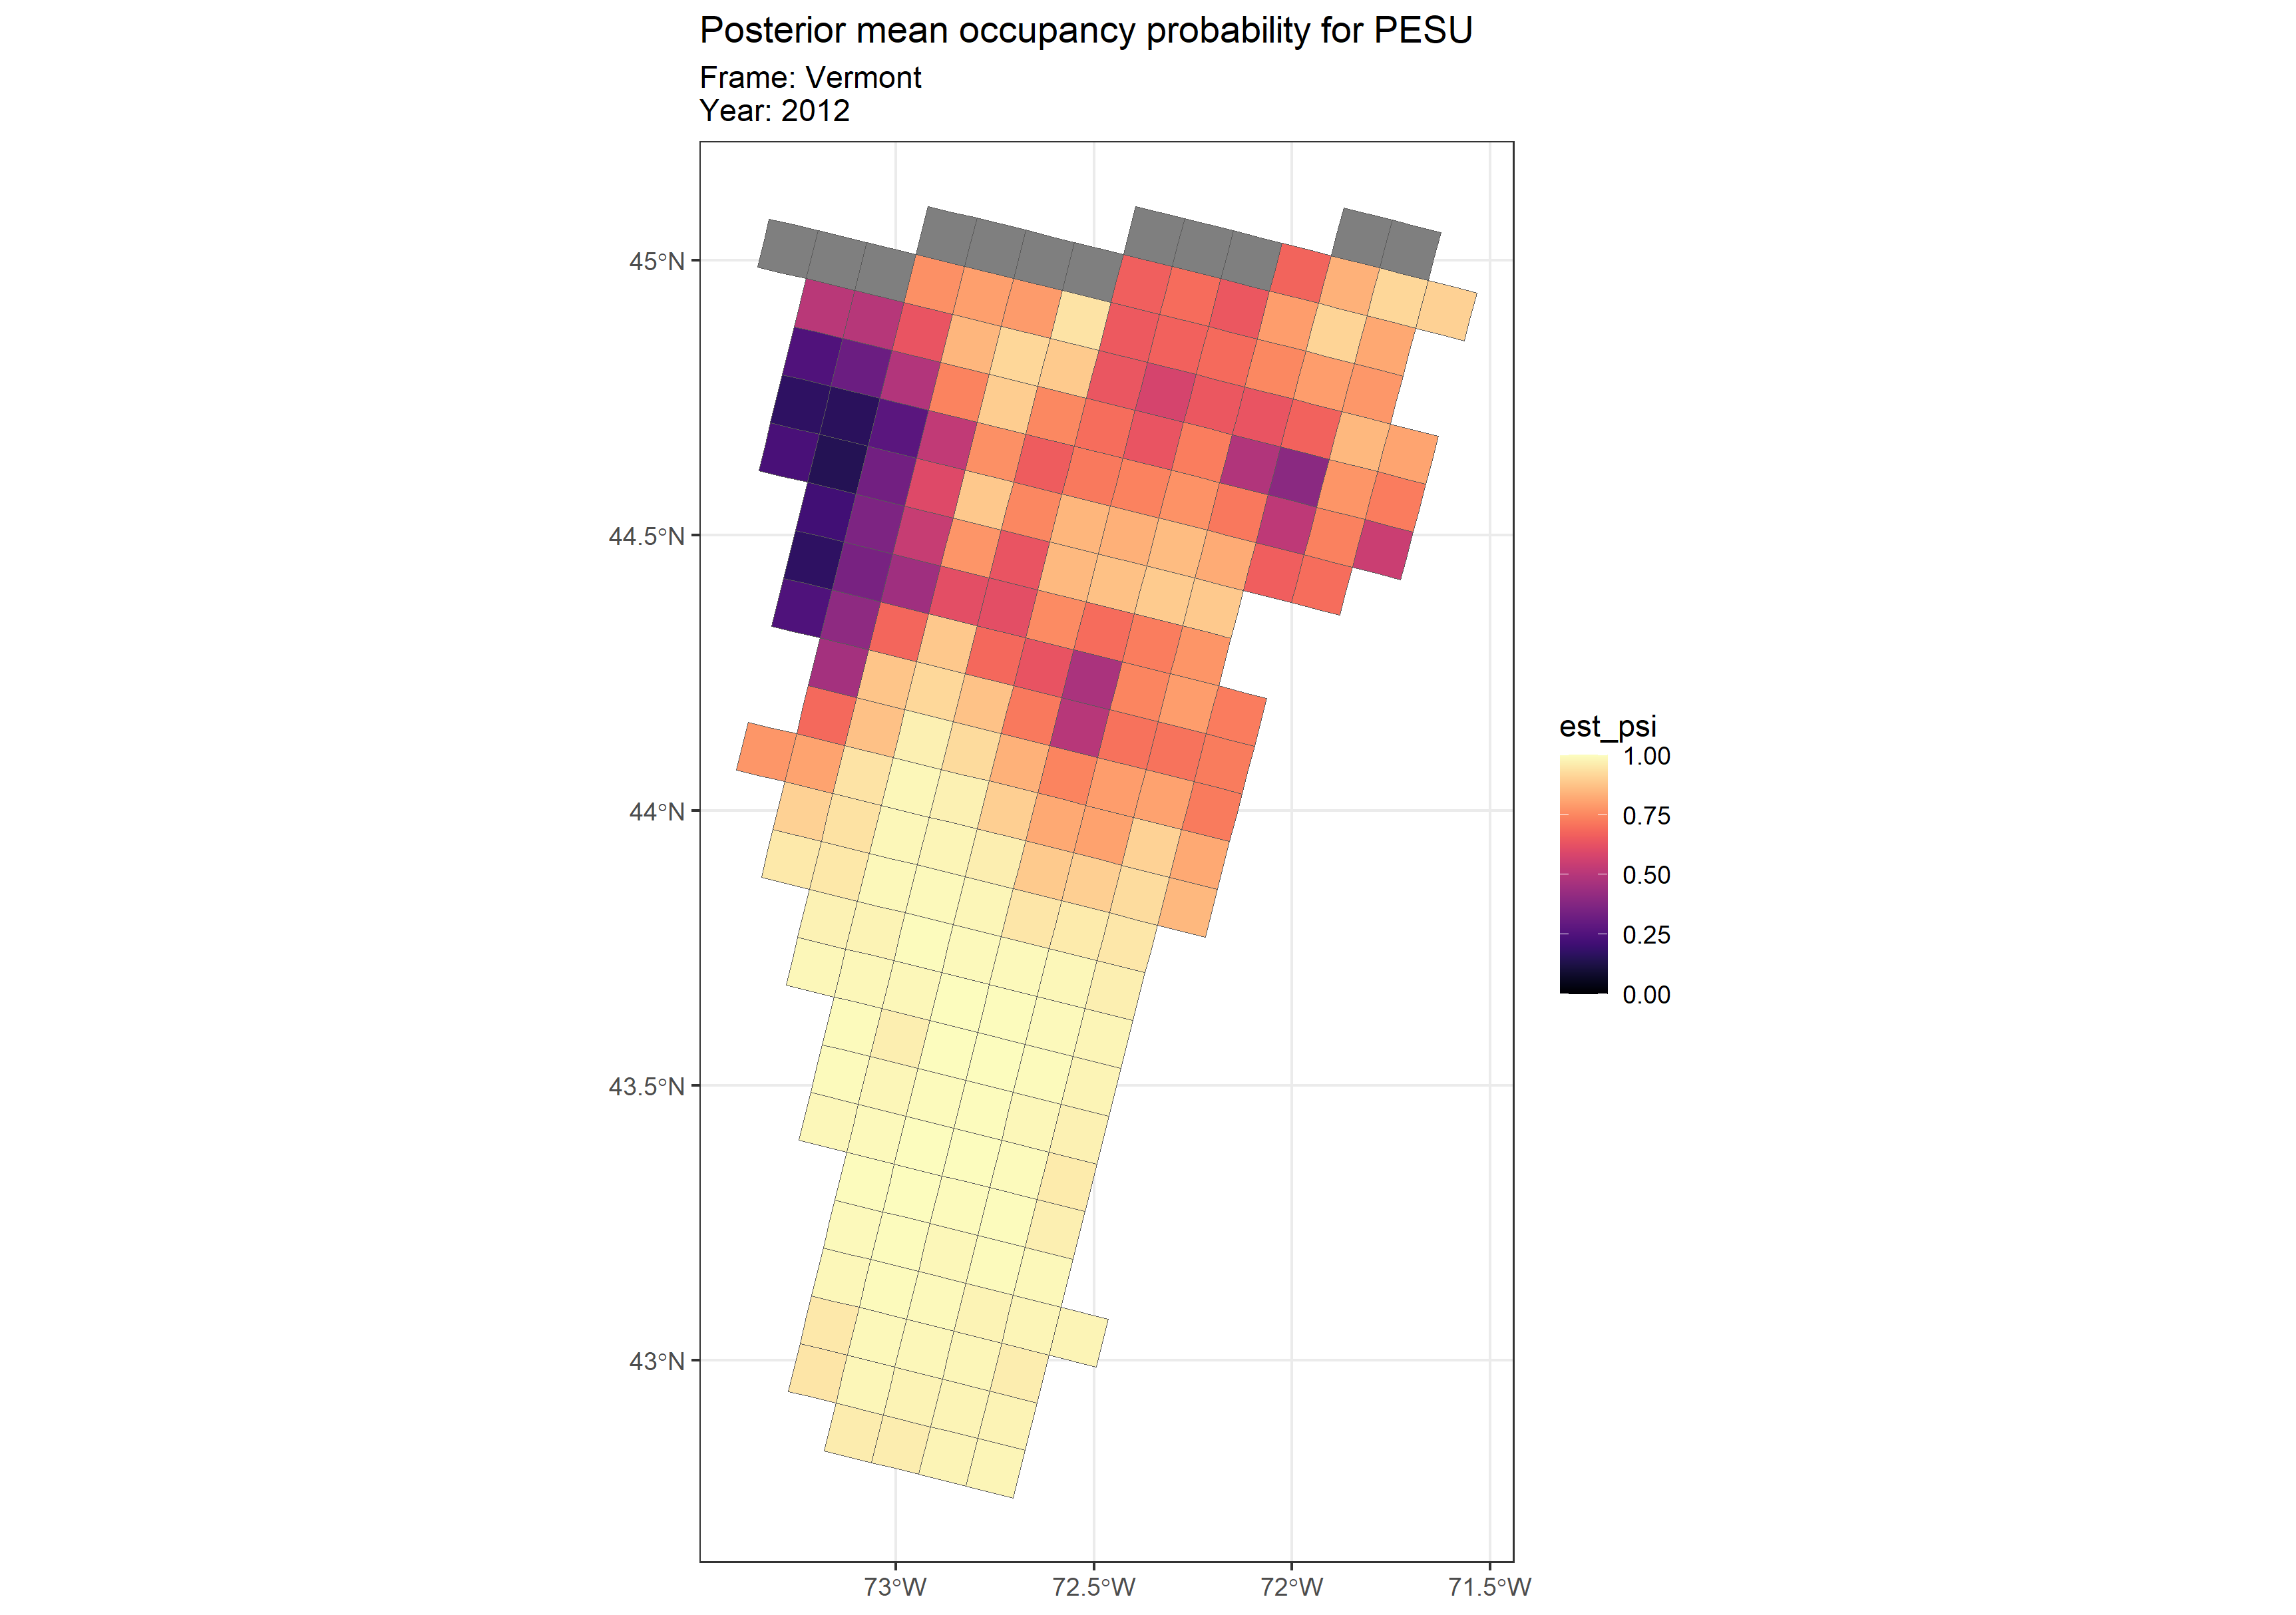 Posterior mean occupancy probability for PESU
Frame: Vermont
Year: 2012
45°N
44.5°N
44°N
43.5°N
43°N
73°W
72.5°W
72°W
71.5°W
est_psi
1.00
0.75
0.50
0.25
0.00